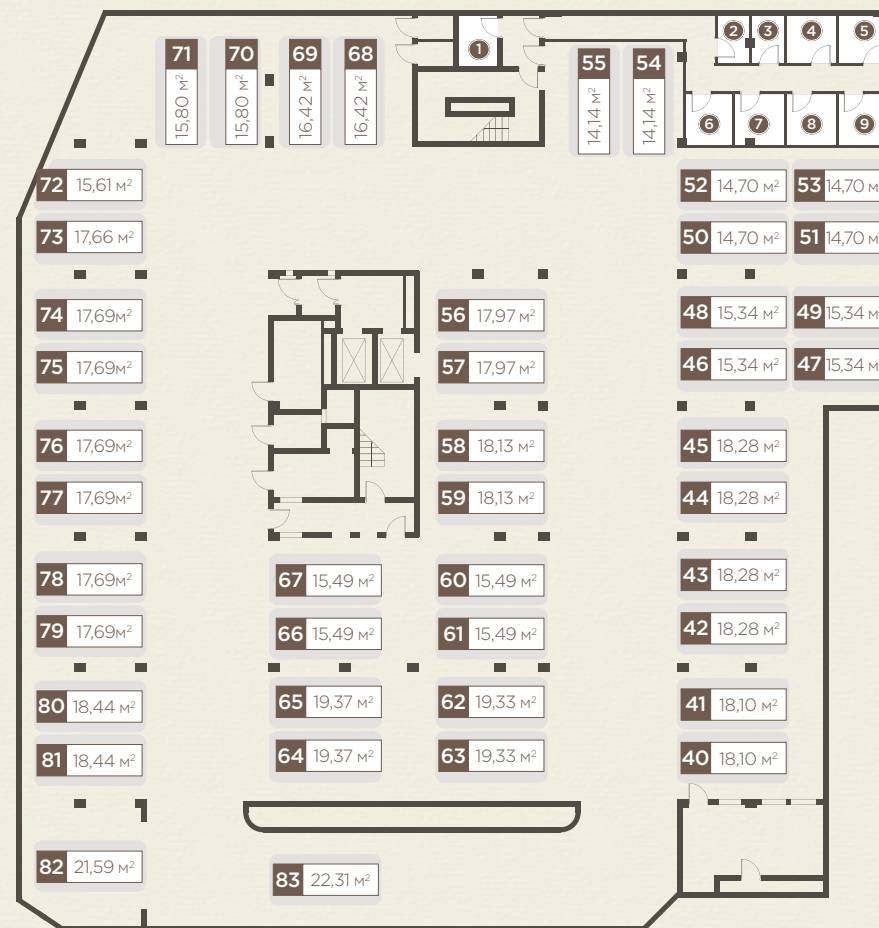 1
2
3
4
5
71
15,80 м²
70
15,80 м²
69
16,42 м²
68
16,42 м²
55
14,14 м²
54
14,14 м²
6
7
8
9
72 15,61 м²
52 14,70 м²
53 14,70 м
73 17,66 м²
50 14,70 м²
51 14,70 м
74 17,69м²
56 17,97 м²
48 15,34 м²
49 15,34 м
75 17,69м²
57 17,97 м²
46 15,34 м²
47 15,34 м
76 17,69м²
58 18,13 м²
45 18,28 м²
77 17,69м²
59 18,13 м²
44 18,28 м²
78 17,69м²
67 15,49 м²
60 15,49 м²
43 18,28 м²
79 17,69м²
66 15,49 м²
61 15,49 м²
42 18,28 м²
80 18,44 м²
65 19,37 м²
62 19,33 м²
41 18,10 м²
81 18,44 м²
64 19,37 м²
63 19,33 м²
40 18,10 м²
82 21,59 м²
83 22,31 м²